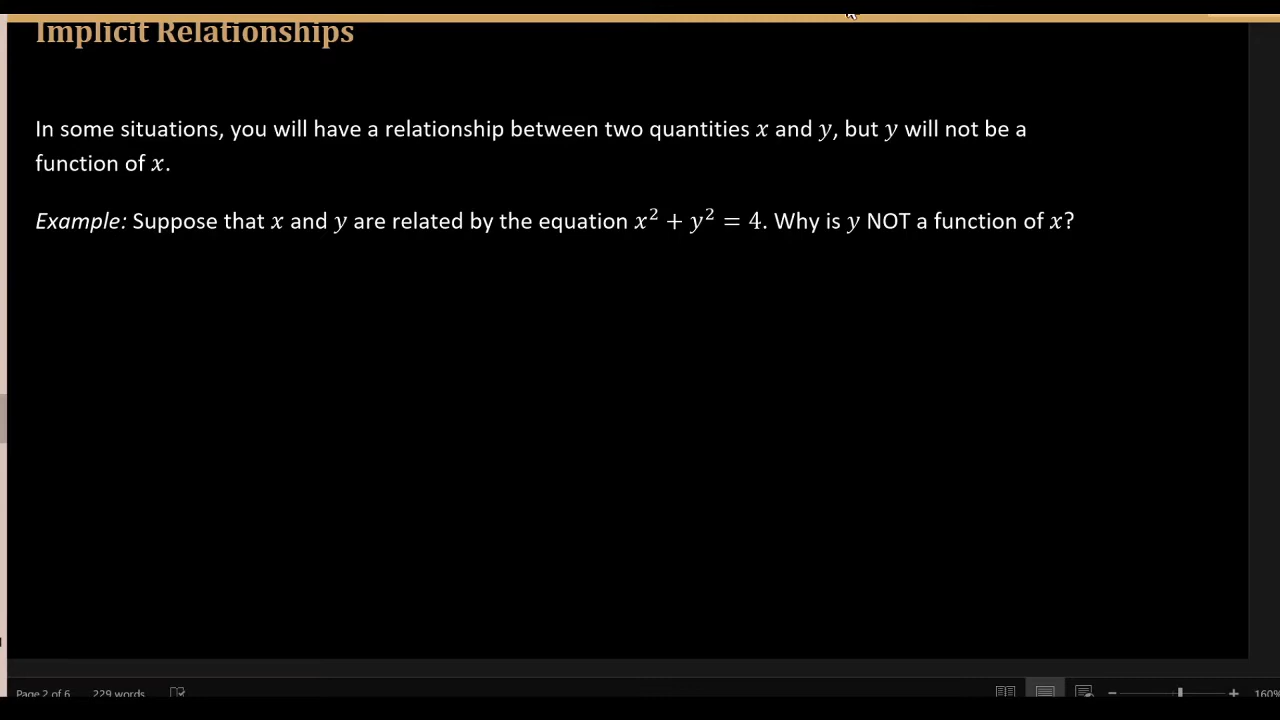 Implicit Relationships
In some situations, you will have a relationship between two quantities x and y, but y will not be a
function of x.
Example: Suppose that x and y are related by the equation x² + y² = 4. Why is y NOT a function of x?
Page 2 of 6 229 words 160%